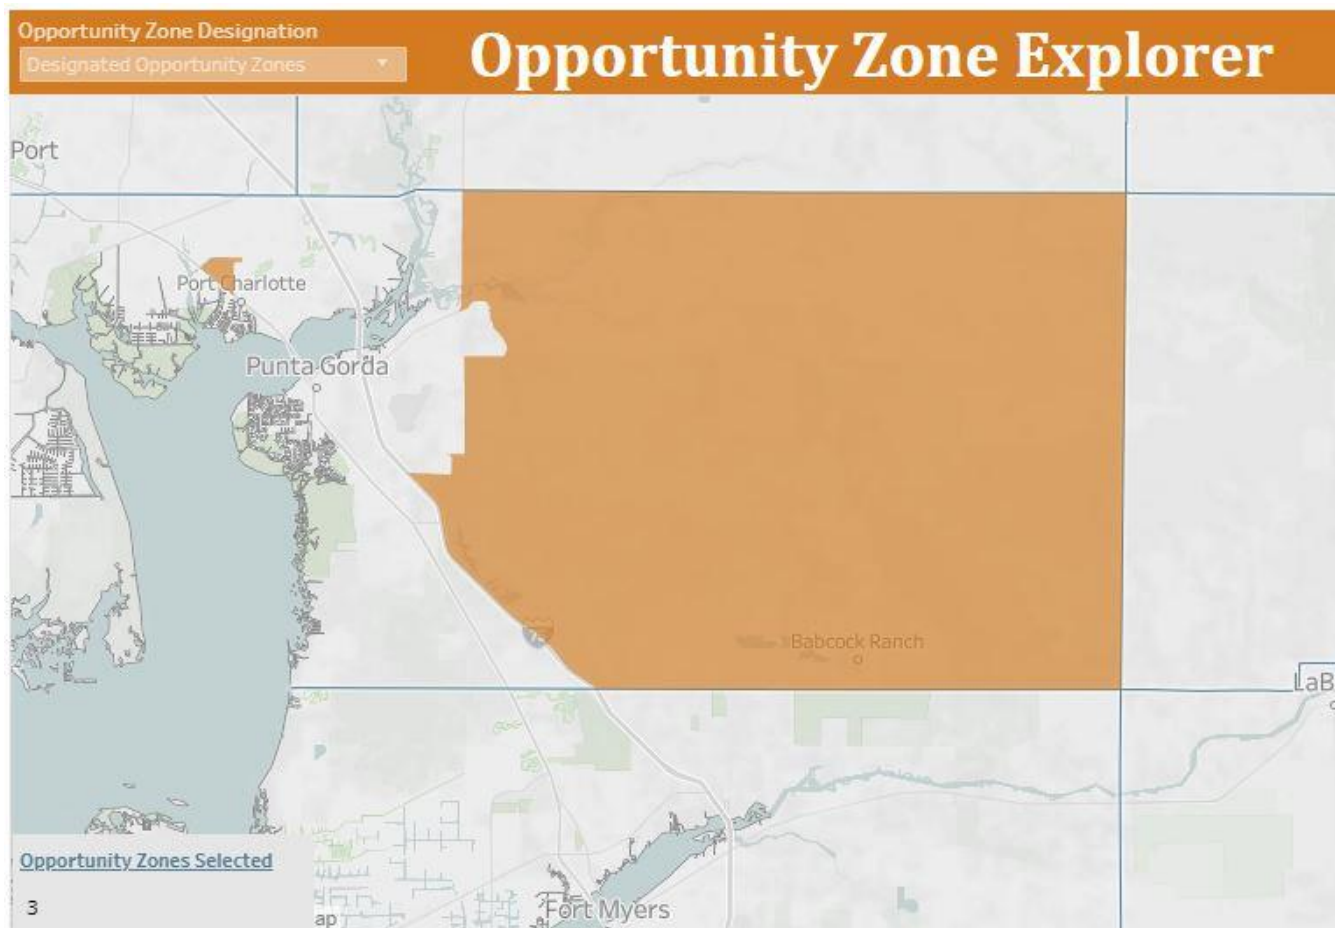 Opportunity Zone Designation
Designated Opportunity Zones
Opportunity Zone Explorer
Port
Port Charlotte
Punta Gorda
75
Babcock Ranch
LaB
Opportunity Zones Selected
3
ap
Fort Myers